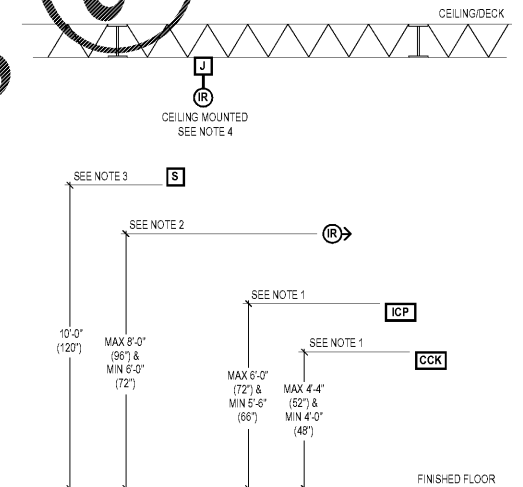 CEILING/DECK
J
IR
CEILING MOUNTED
SEE NOTE 4
SEE NOTE 3
S
SEE NOTE 2
IR
SEE NOTE 1
ICP
SEE NOTE 1
CCK
10'-0"
(120")
MAX 8'-0"
(96") &
MIN 6'-0"
(72")
MAX 6'-0"
(72") &
MIN 5'-6"
(66")
MAX 4'-4"
(52") &
MIN 4'-0"
(48")
FINISHED FLOOR